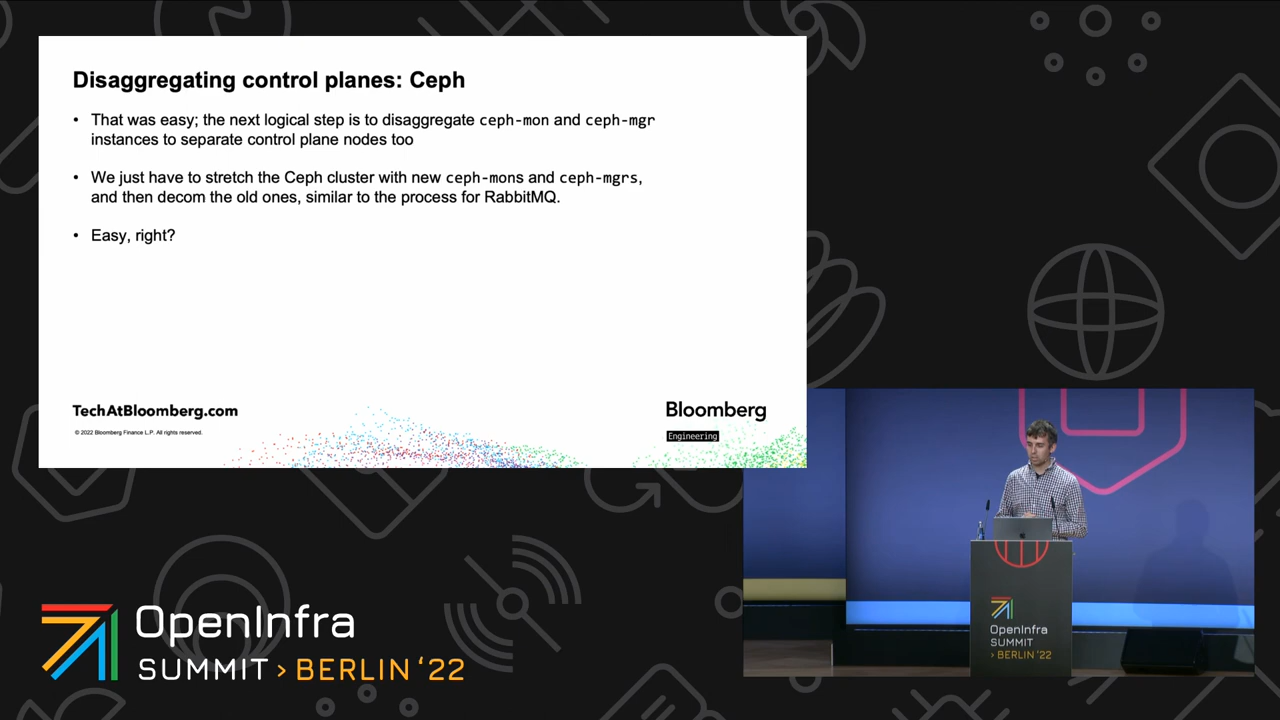 Disaggregating control planes: Ceph
• That was easy; the next logical step is to disaggregate ceph-mon and ceph-mgr
instances to separate control plane nodes too
• We just have to stretch the Ceph cluster with new ceph-mons and ceph-mgrs,
and then decom the old ones, similar to the process for RabbitMQ.
• Easy, right?
TechAtBloomberg.com
© 2022 Bloomberg Finance L.P. All rights reserved.
Bloomberg
Engineering
OpenInfra
SUMMIT > BERLIN ‘22
OpenInfra
SUMMIT
> BERLIN ‘22